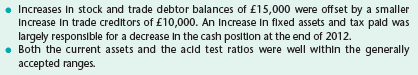 • Increases in stock and trade debtor balances of £15,000 were offset by a smaller
increase in trade creditors of £10,000. An increase in fixed assets and tax paid was
largely responsible for a decrease in the cash position at the end of 2012.
• Both the current assets and the acid test ratios were well within the generally
accepted ranges.